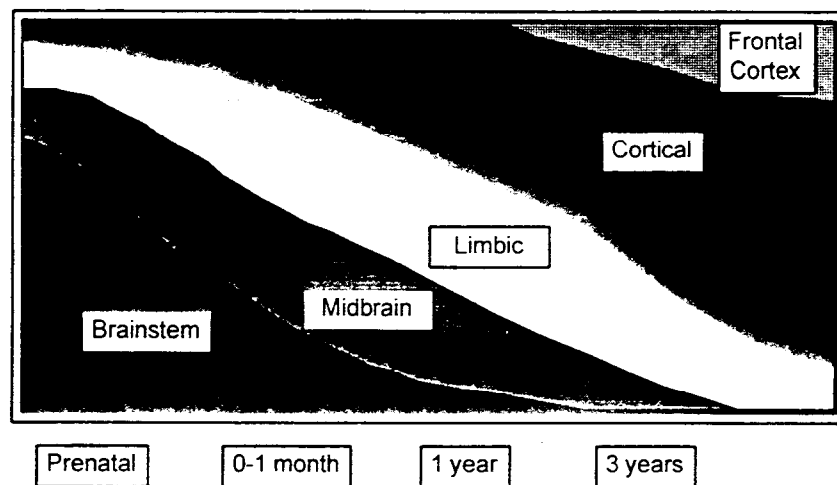 Frontal
Cortex
Cortical
Limbic
Midbrain
Brainstem
Prenatal
0-1 month
1 year
3 years